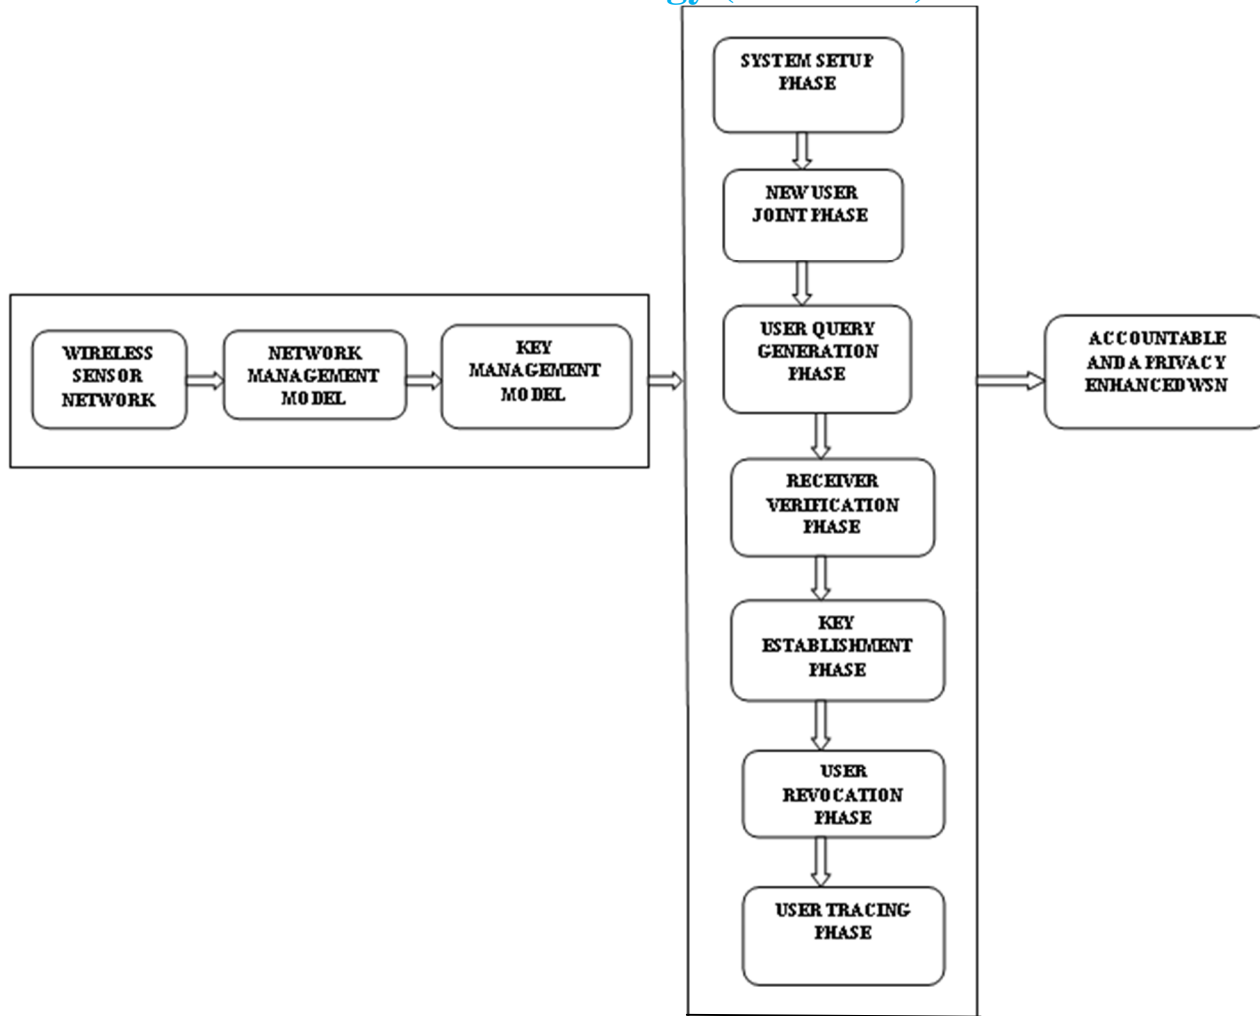 SYSTEM SETUP
PHASE
NEW USER
JOINT PHASE
USER QUERY
GENERATION
PHASE
WIRELESS
SENSOR
NETWORK
NETWORK
MANAGEMENT
MODEL
KEY
MANAGEMENT
MODEL
ACCOUNTABLE
AND A PRIVACY
ENHANCED WSN
RECEIVER
VERIFICATION
PHASE
KEY
ESTABLISHMENT
PHASE
USER
REVOCATION
PHASE
USER TRACING
PHASE